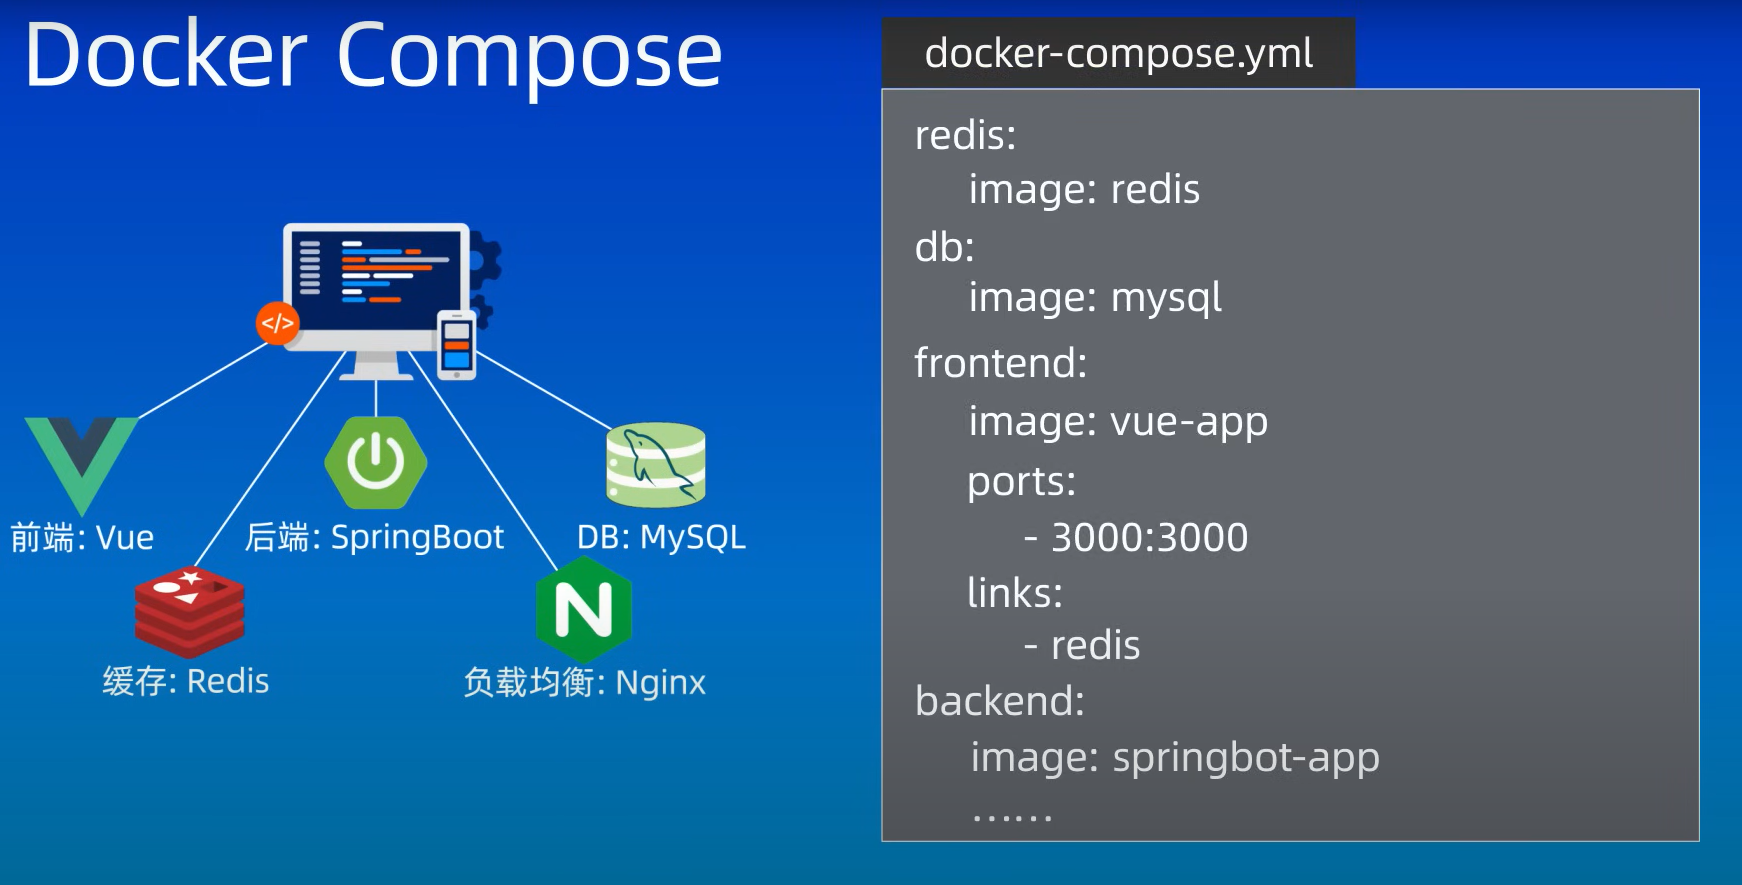 Docker Compose
</>
前端: Vue
后端: SpringBoot
DB: MySQL
缓存: Redis
负载均衡: Nginx
docker-compose.yml
redis:
image: redis
db:
image: mysql
frontend:
image: vue-app
ports:
- 3000:3000
links:
- redis
backend:
image: springbot-app
......